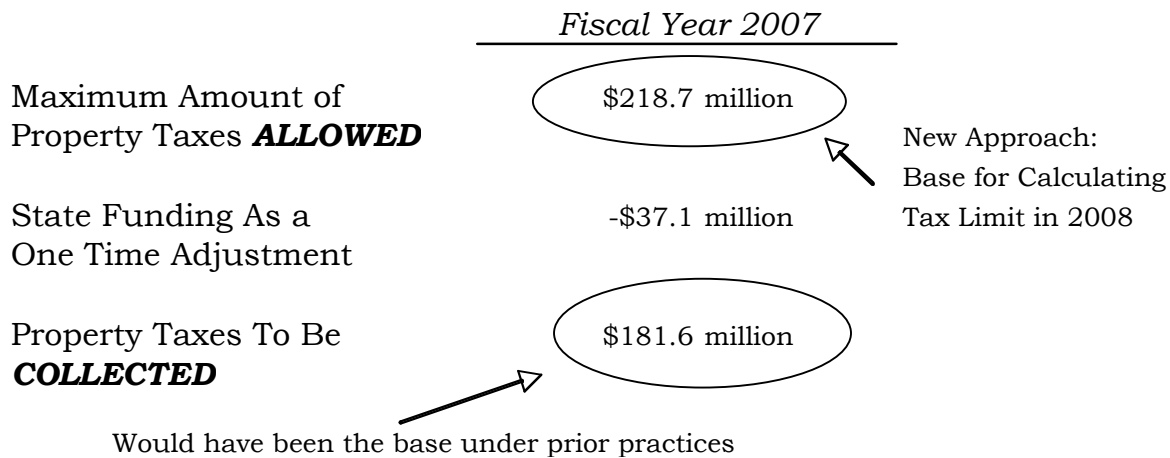 Fiscal Year 2007
Maximum Amount of
Property Taxes ALLOWED
$218.7 million
New Approach:
Base for Calculating
Tax Limit in 2008
State Funding As a
One Time Adjustment
-$37.1 million
Property Taxes To Be
COLLECTED
$181.6 million
Would have been the base under prior practices